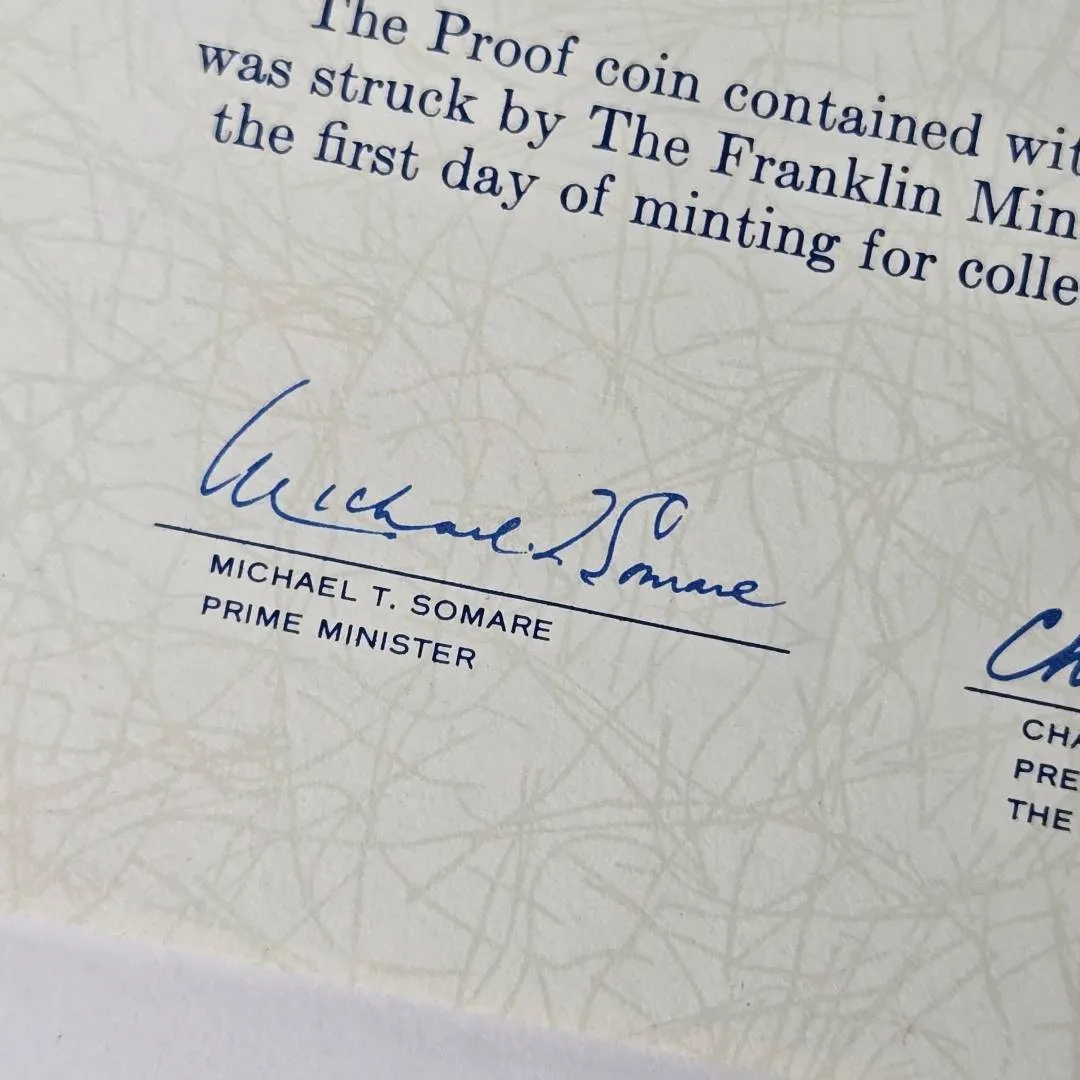 The Proof coin contained wit
was struck by The Franklin Min
the first day of minting for colle
Michael T Somare
MICHAEL T. SOMARE
PRIME MINISTER
Ch
CHA
PRE
THE